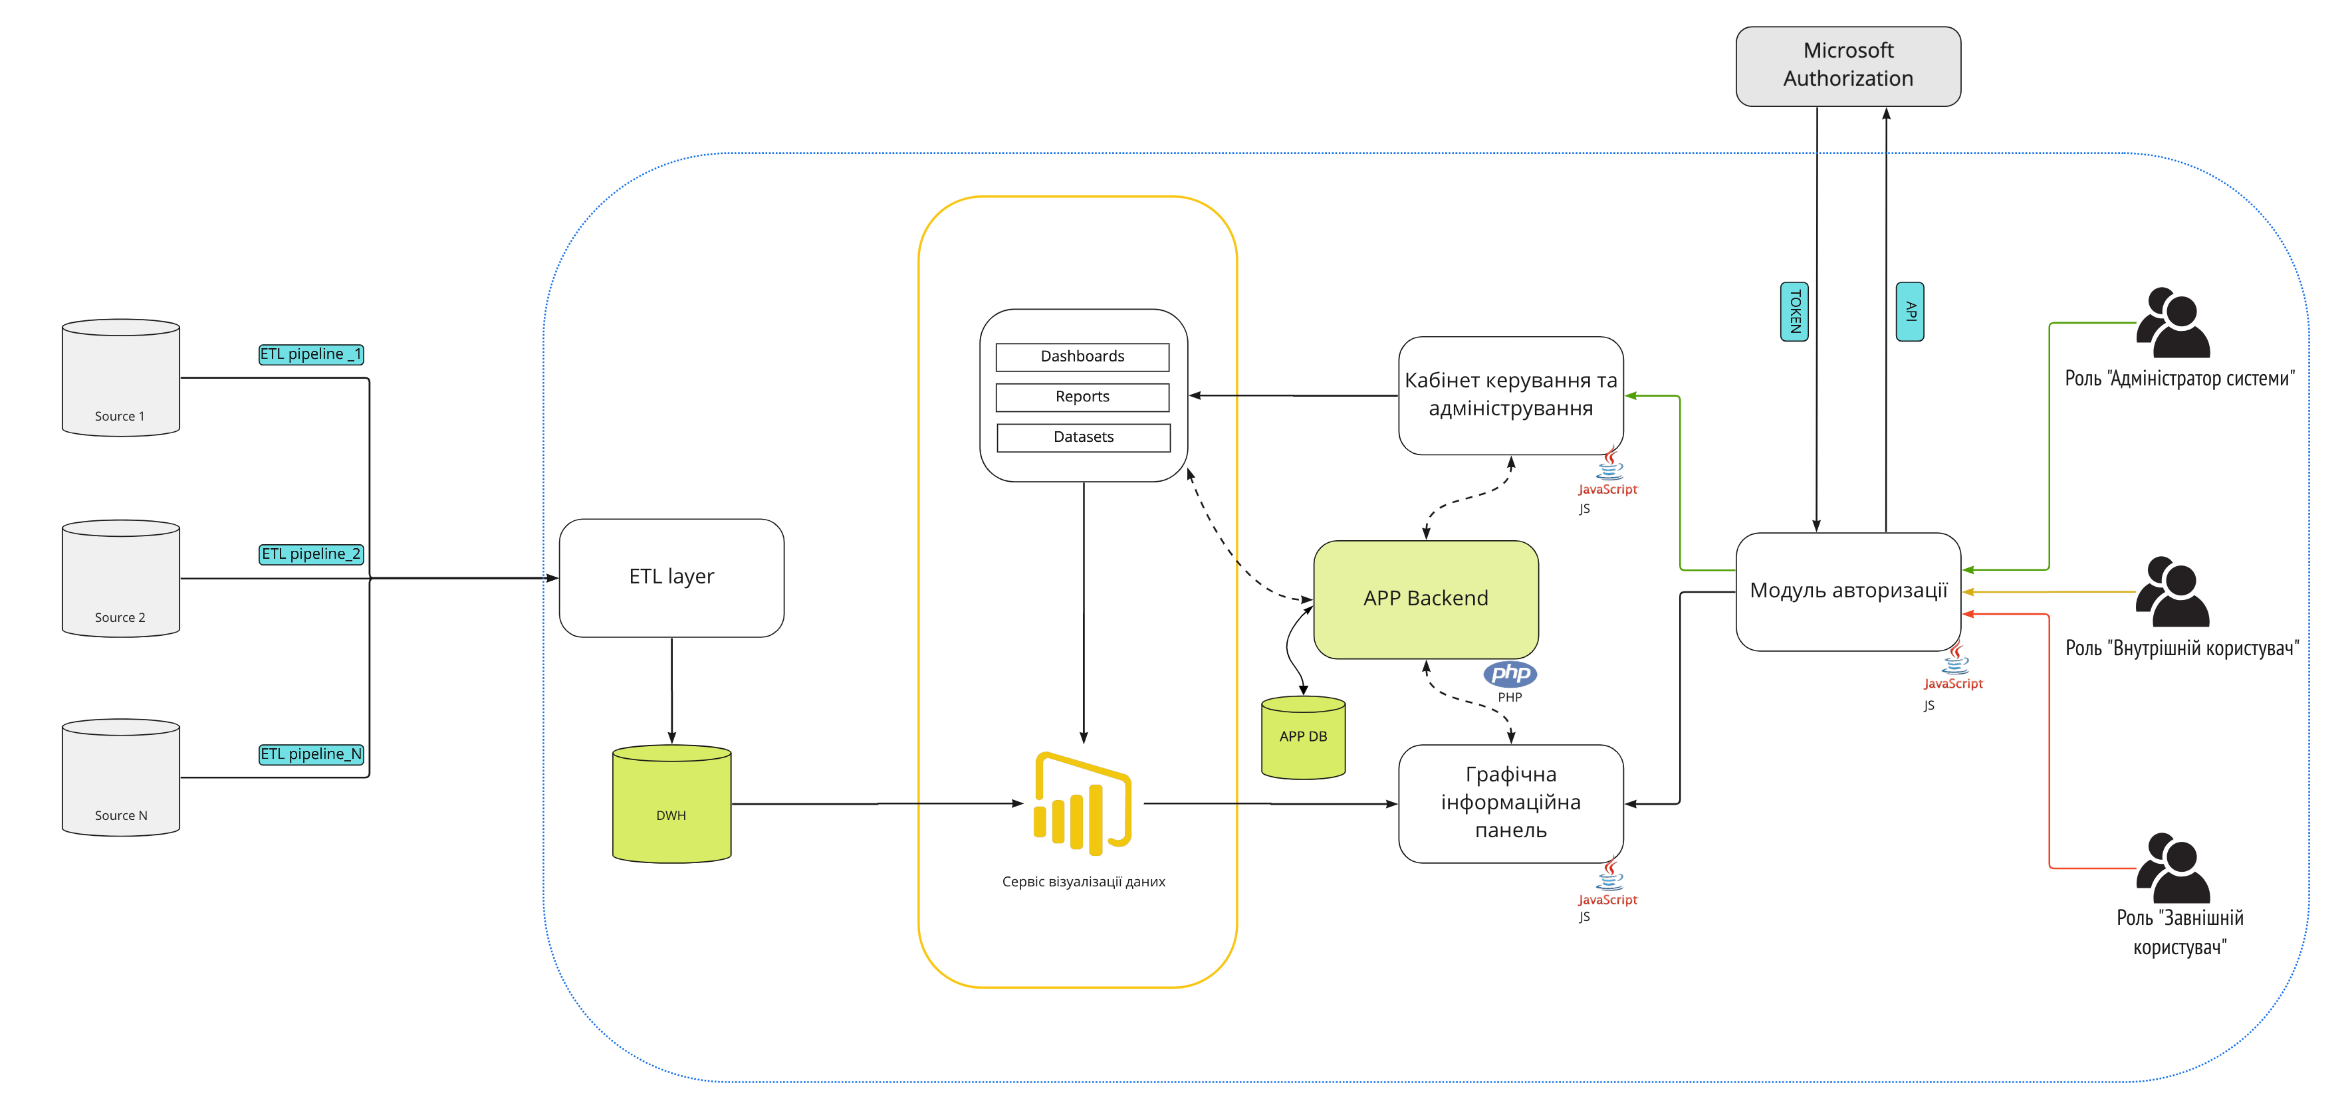 Microsoft
Authorization
TOKEN
API
ETL pipeline _1
Source 1
ETL pipeline_2
Source 2
ETL pipeline_N
Source N
ETL layer
DWH
Dashboards
Reports
Datasets
Сервіс візуалізації даних
Кабінет керування та
адміністрування
JavaScript
JS
APP Backend
php
PHP
APP DB
Графічна
інформаційна
панель
JavaScript
JS
Модуль авторизації
JavaScript
JS
Роль "Адміністратор системи"
Роль "Внутрішній користувач"
Роль "Завнішній
користувач"